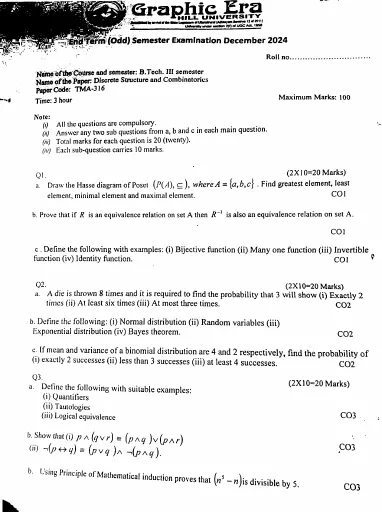 Graphic Era
HILL UNIVERSITY
End Term (Odd) Semester Examination December 2024
Roll no..............................
Name of the Course and semester: B.Tech. III semester
Name of the Paper: Discrete Structure and Combinatorics
Paper Code: TMA-316
Time: 3 hour
Maximum Marks: 100
Note:
(i) All the questions are compulsory.
(ii) Answer any two sub questions from a, b and c in each main question.
(iii) Total marks for each question is 20 (twenty).
(iv) Each sub-question carries 10 marks.
Q1. (2X10=20 Marks)
a. Draw the Hasse diagram of Poset (P(A), ⊆), where A = {a,b,c} . Find greatest element, least
element, minimal element and maximal element. CO1
b. Prove that if R is an equivalence relation on set A then R⁻¹ is also an equivalence relation on set A.
CO1
c . Define the following with examples: (i) Bijective function (ii) Many one function (iii) Invertible
function (iv) Identity function. CO1
Q2. (2X10=20 Marks)
a. A die is thrown 8 times and it is required to find the probability that 3 will show (i) Exactly 2
times (ii) At least six times (iii) At most three times. CO2
b. Define the following: (i) Normal distribution (ii) Random variables (iii)
Exponential distribution (iv) Bayes theorem. CO2
c. If mean and variance of a binomial distribution are 4 and 2 respectively, find the probability of
(i) exactly 2 successes (ii) less than 3 successes (iii) at least 4 successes. CO2
Q3. (2X10=20 Marks)
a. Define the following with suitable examples:
(i) Quantifiers
(ii) Tautologies
(iii) Logical equivalence CO3
b. Show that (i) p ∧ (q ∨ r) ≡ (p ∧ q) ∨ (p ∧ r)
(ii) ¬(p ↔ q) ≡ (p ∨ q) ∧ ¬(p ∧ q). CO3
b. Using Principle of Mathematical induction proves that (n⁵ − n) is divisible by 5. CO3